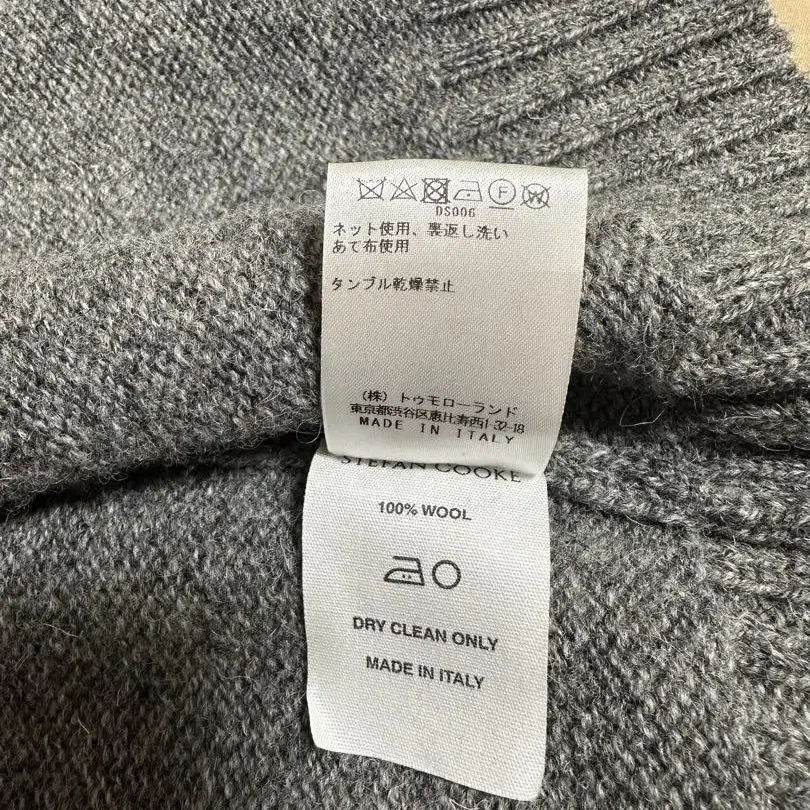 DS006
ネット使用、裏返し洗い
あて布使用
タンブル乾燥禁止
(株) トゥモローランド
東京都渋谷区恵比寿西1-32-18
MADE IN ITALY
STEFAN COOKE
100% WOOL
DRY CLEAN ONLY
MADE IN ITALY